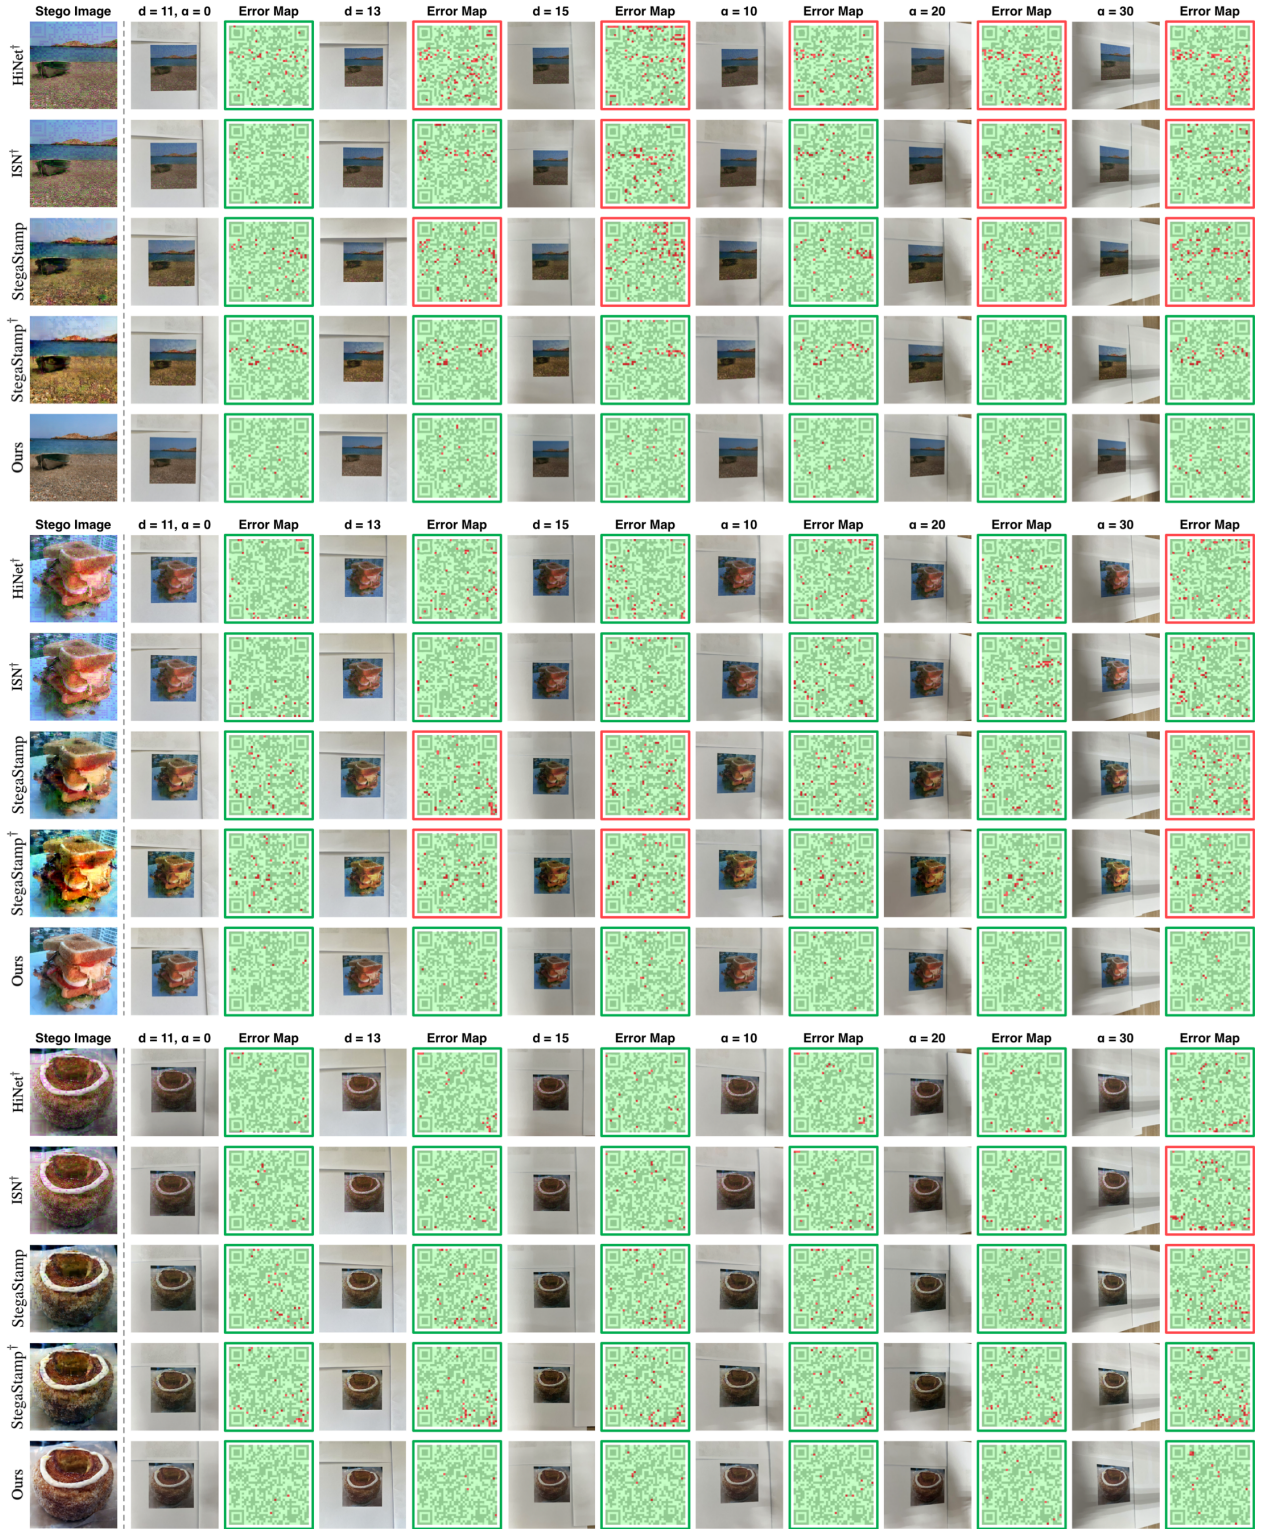 Stego Image d = 11, α = 0 Error Map d = 13 Error Map d = 15 Error Map α = 10 Error Map α = 20 Error Map α = 30 Error Map
HiNet†
ISN†
StegaStamp
StegaStamp†
Ours
Stego Image d = 11, α = 0 Error Map d = 13 Error Map d = 15 Error Map α = 10 Error Map α = 20 Error Map α = 30 Error Map
HiNet†
ISN†
StegaStamp
StegaStamp†
Ours
Stego Image d = 11, α = 0 Error Map d = 13 Error Map d = 15 Error Map α = 10 Error Map α = 20 Error Map α = 30 Error Map
HiNet†
ISN†
StegaStamp
StegaStamp†
Ours